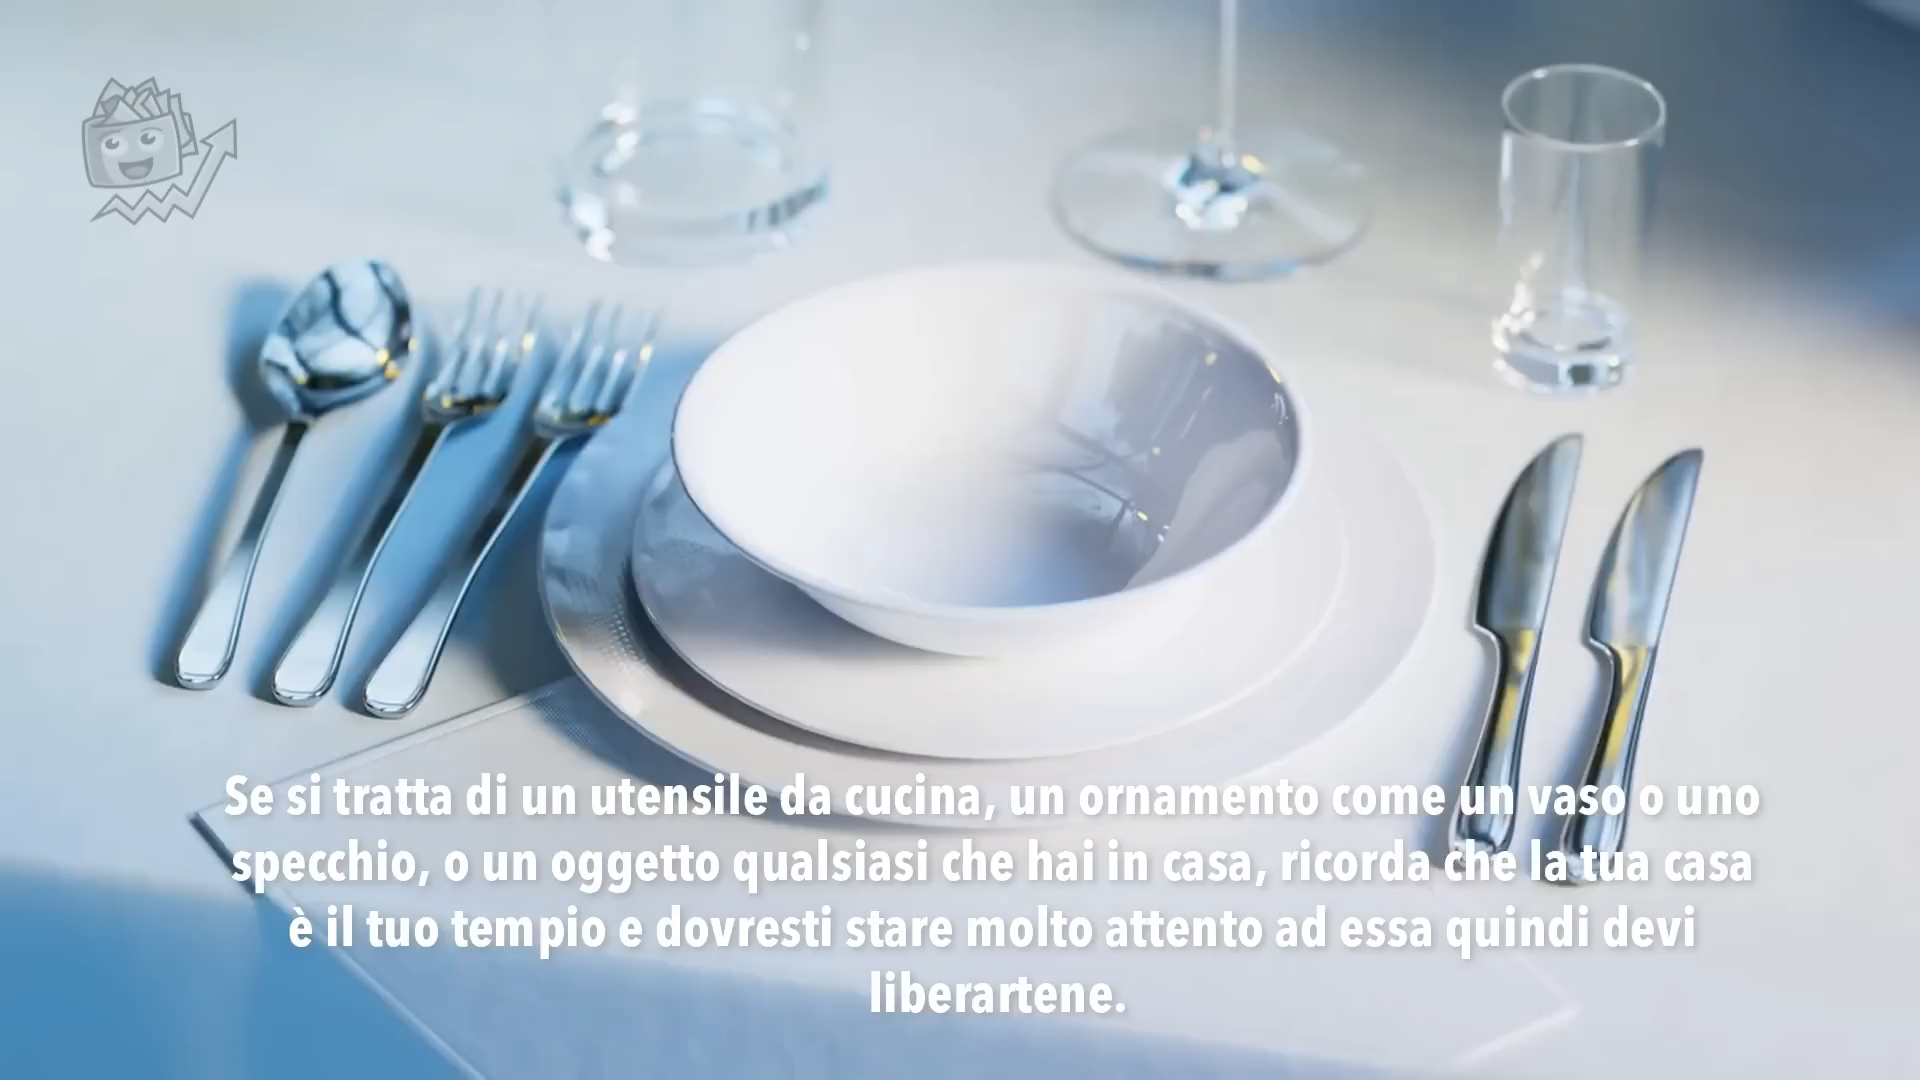 Se si tratta di un utensile da cucina, un ornamento come un vaso o uno
specchio, o un oggetto qualsiasi che hai in casa, ricorda che la tua casa
è il tuo tempio e dovresti stare molto attento ad essa quindi devi
liberartene.